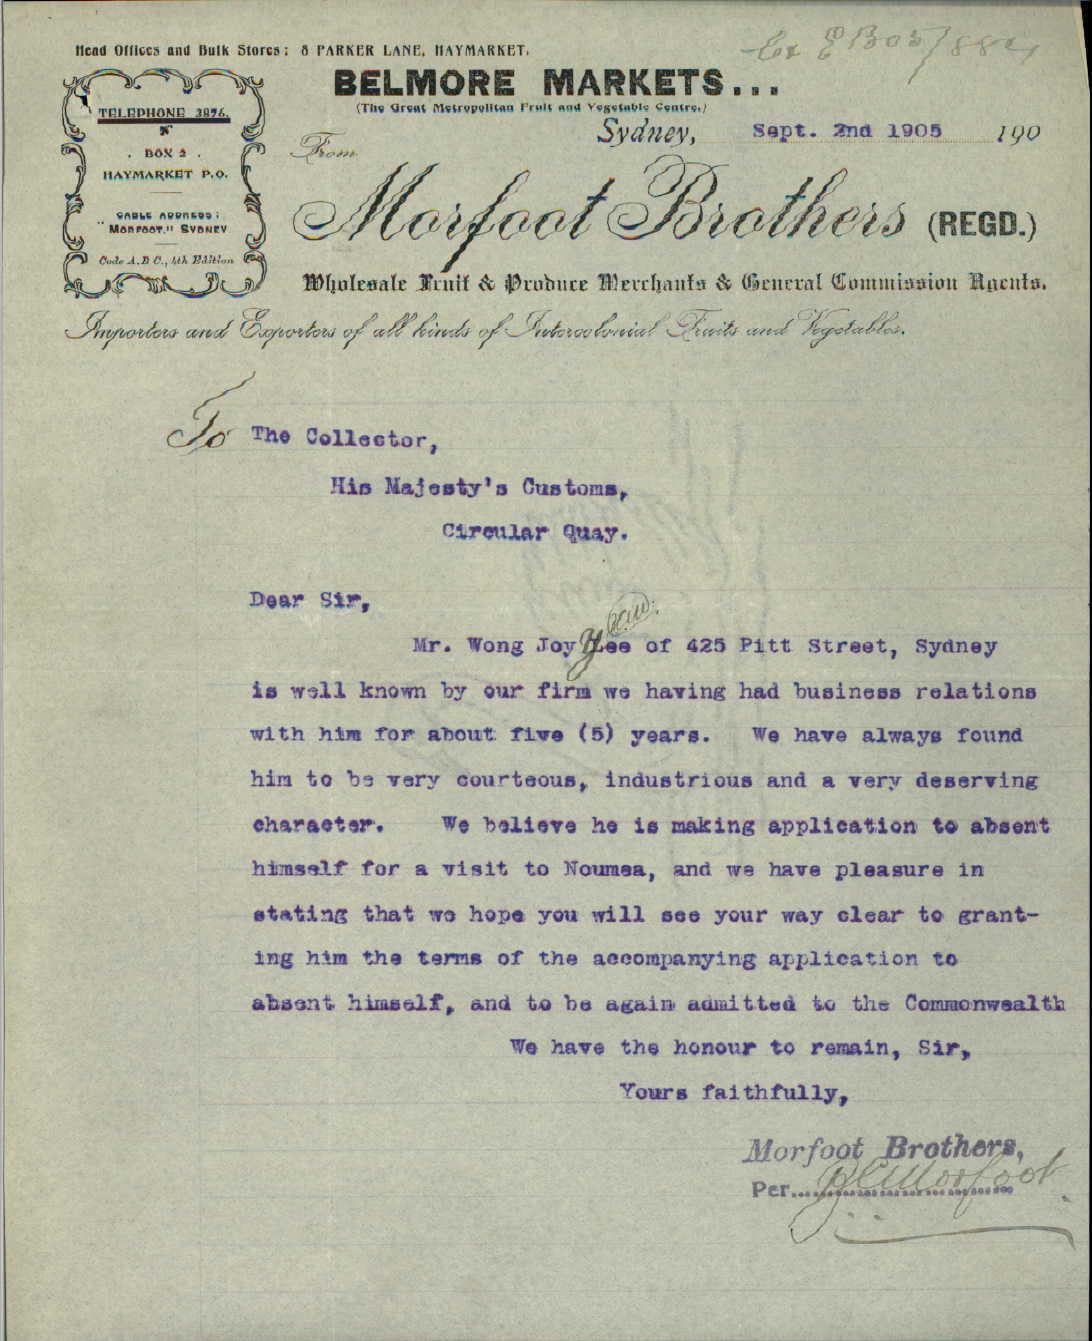 Head Offices and Bulk Stores: 8 PARKER LANE, HAYMARKET.
BELMORE MARKETS...
(The Great Metropolitan Fruit and Vegetable Centre.)
TELEPHONE 3976.
BOX 2
HAYMARKET P.O.
CABLE ADDRESS:
"MORFOOT," SYDNEY
Code A.B.C., 4th Edition
Sydney, Sept. 2nd 1905 190
From
Morfoot Brothers (REGD.)
Wholesale Fruit & Produce Merchants & General Commission Agents.
Importers and Exporters of all kinds of Intercolonial Fruits and Vegetables.
To The Collector,
His Majesty's Customs,
Circular Quay.
Dear Sir,
Mr. Wong Joy Yee of 425 Pitt Street, Sydney
is well known by our firm we having had business relations
with him for about five (5) years. We have always found
him to be very courteous, industrious and a very deserving
character. We believe he is making application to absent
himself for a visit to Noumea, and we have pleasure in
stating that we hope you will see your way clear to grant-
ing him the terms of the accompanying application to
absent himself, and to be again admitted to the Commonwealth
We have the honour to remain, Sir,
Yours faithfully,
Morfoot Brothers,
Per Morfoot